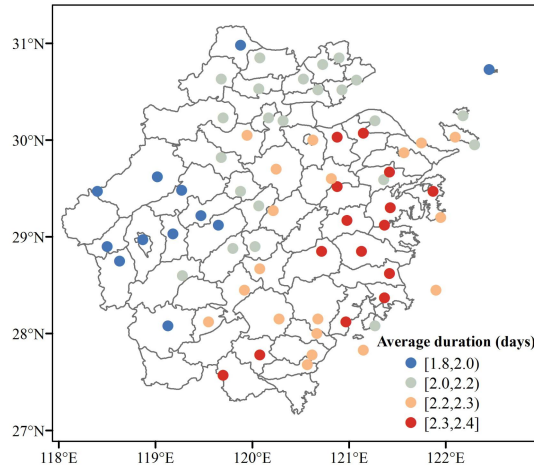 31°N
30°N
29°N
28°N
27°N
118°E 119°E 120°E 121°E 122°E
Average duration (days)
[1.8,2.0)
[2.0,2.2)
[2.2,2.3)
[2.3,2.4]